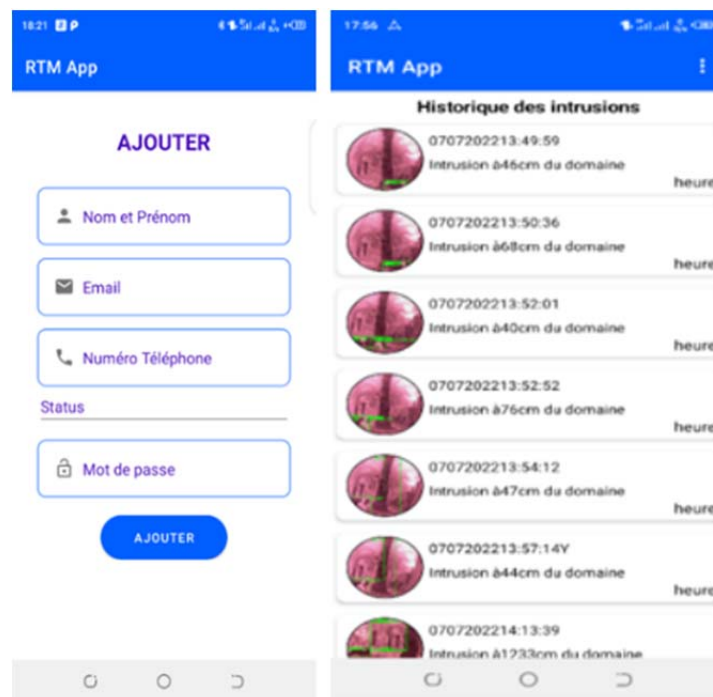 18:21
RTM App
AJOUTER
Nom et Prénom
Email
Numéro Téléphone
Status
Mot de passe
AJOUTER
17:56
RTM App
Historique des intrusions
0707202213:49:59
Intrusion à46cm du domaine
heure
0707202213:50:36
Intrusion à68cm du domaine
heure
0707202213:52:01
Intrusion à40cm du domaine
heure
0707202213:52:52
Intrusion à76cm du domaine
heure
0707202213:54:12
Intrusion à47cm du domaine
heure
0707202213:57:14Y
Intrusion à44cm du domaine
heure
0707202214:13:39
Intrusion à1233cm du domaine